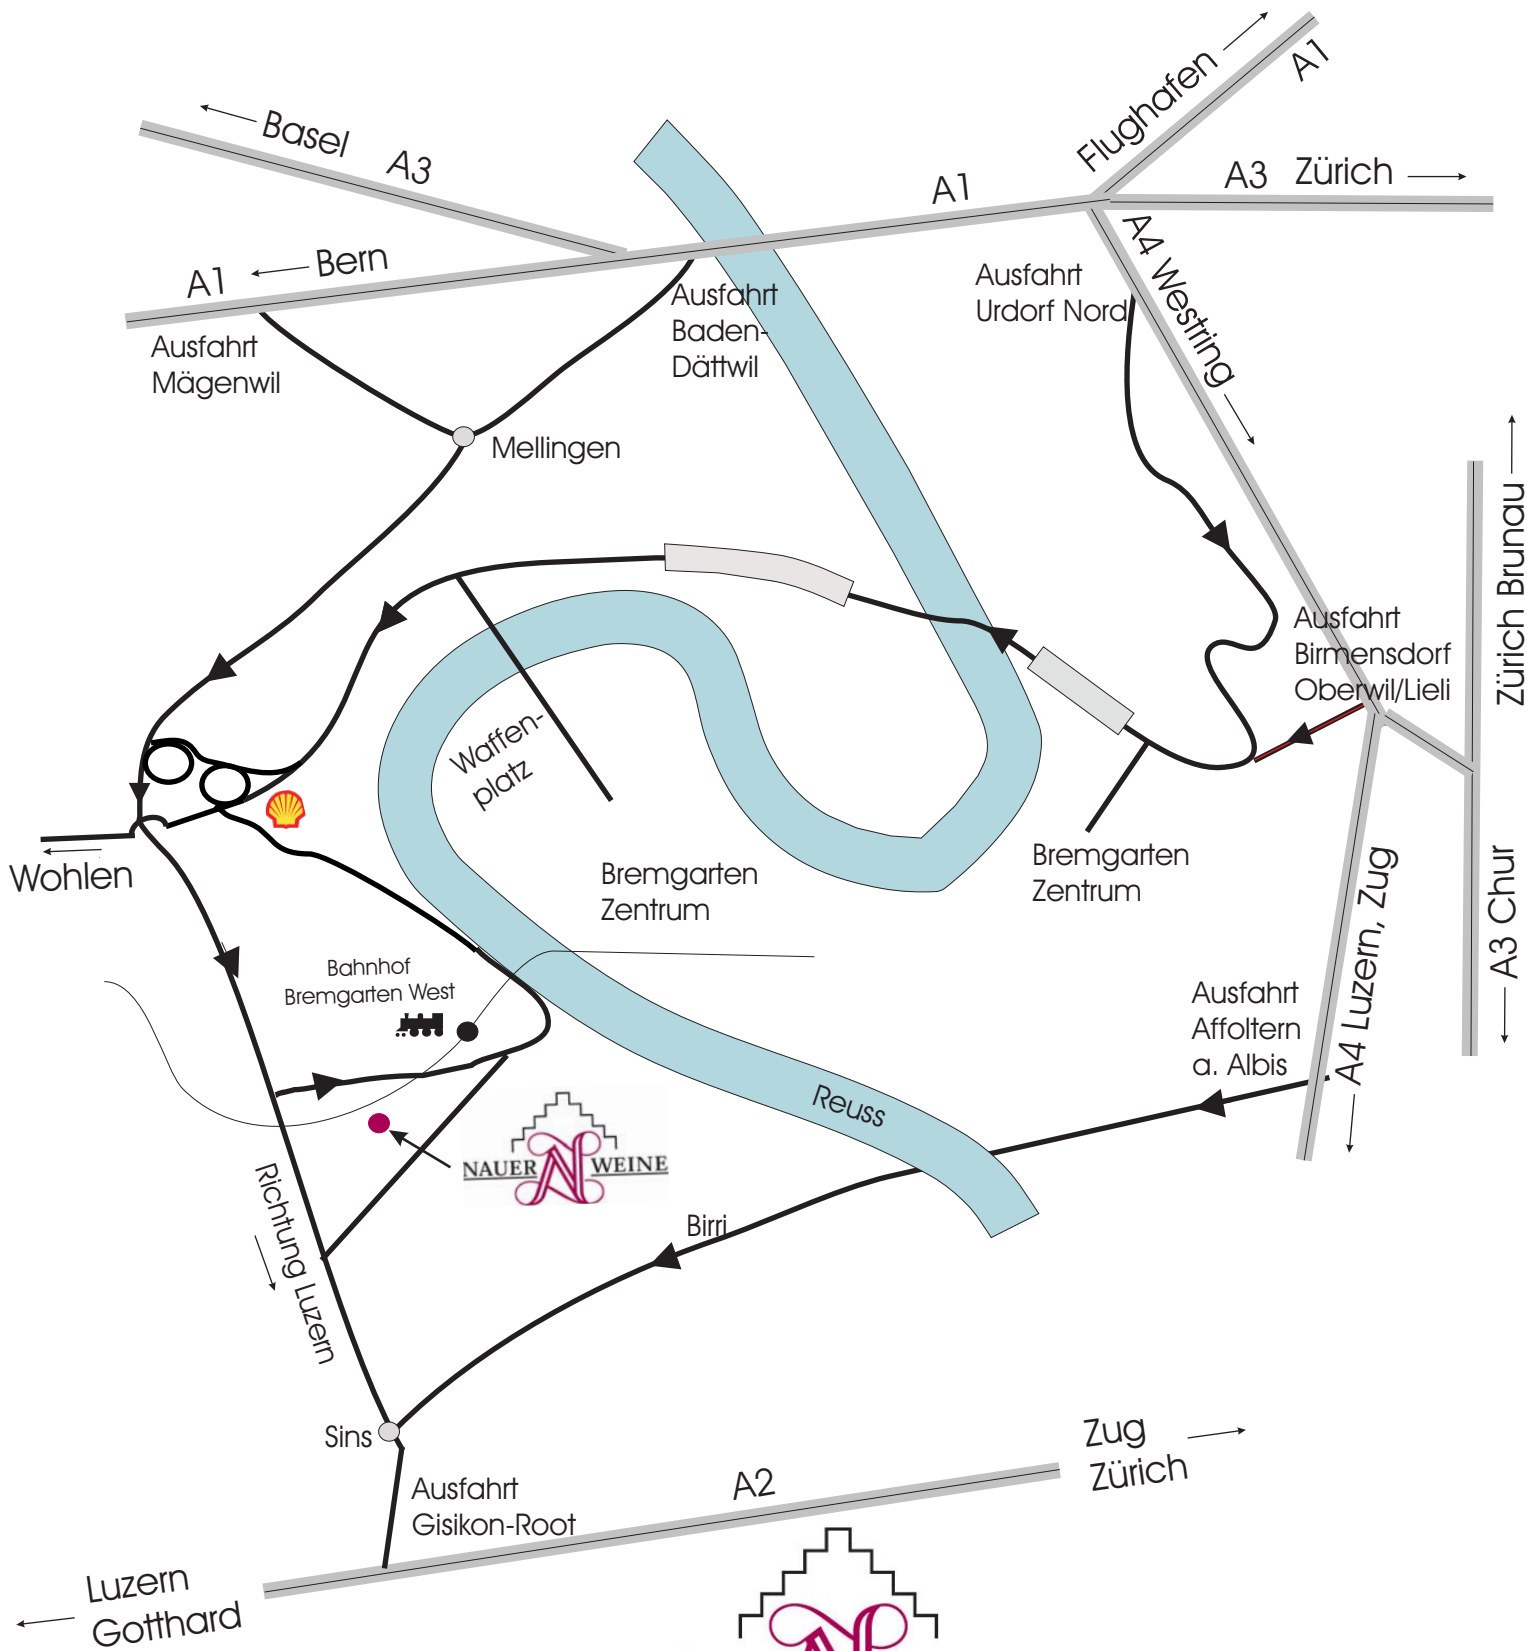 Flughafen
A1
Basel
A3
A1
A3 Zürich
A4 Westring
A1
Bern
Ausfahrt
Mägenwil
Ausfahrt
Baden-
Dättwil
Ausfahrt
Urdorf Nord
Mellingen
Zürich Brunau
Ausfahrt
Birmensdorf
Oberwil/Lieli
Waffen-
platz
Wohlen
Bremgarten
Zentrum
Bremgarten
Zentrum
A4 Luzern, Zug
A3 Chur
Bahnhof
Bremgarten West
Ausfahrt
Affoltern
a. Albis
Reuss
NAUER N WEINE
Richtung Luzern
Birri
Sins
Ausfahrt
Gisikon-Root
A2
Zug
Zürich
Luzern
Gotthard
N